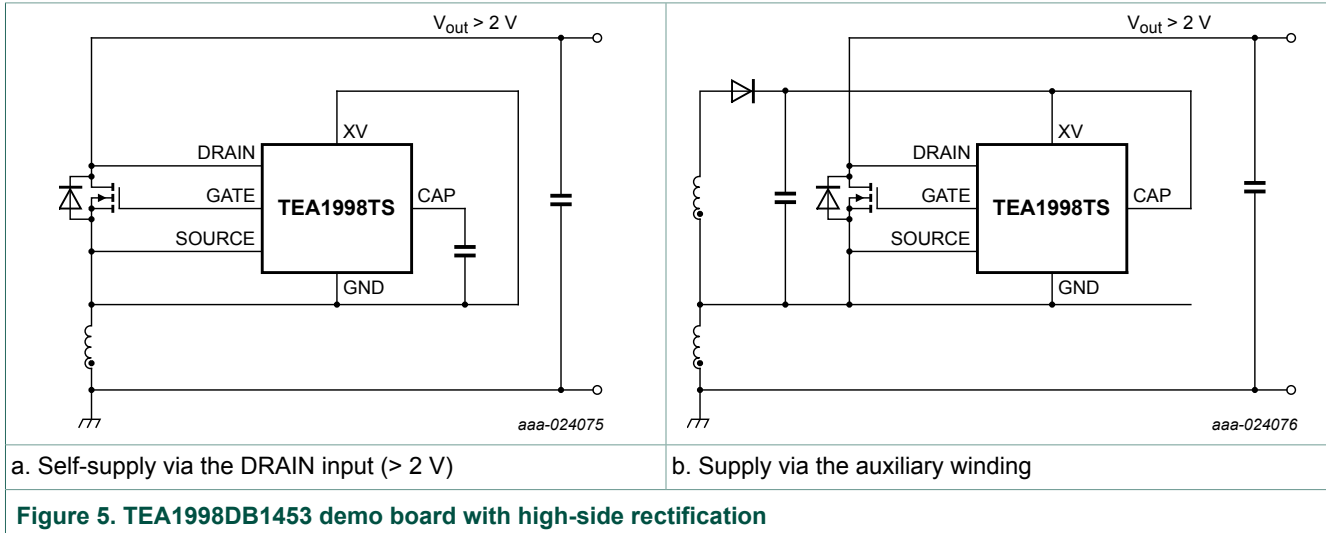 V_out > 2 V
XV
DRAIN
GATE
TEA1998TS
CAP
SOURCE
GND
aaa-024075
a. Self-supply via the DRAIN input (> 2 V)
V_out > 2 V
XV
DRAIN
GATE
TEA1998TS
CAP
SOURCE
GND
aaa-024076
b. Supply via the auxiliary winding
Figure 5. TEA1998DB1453 demo board with high-side rectification